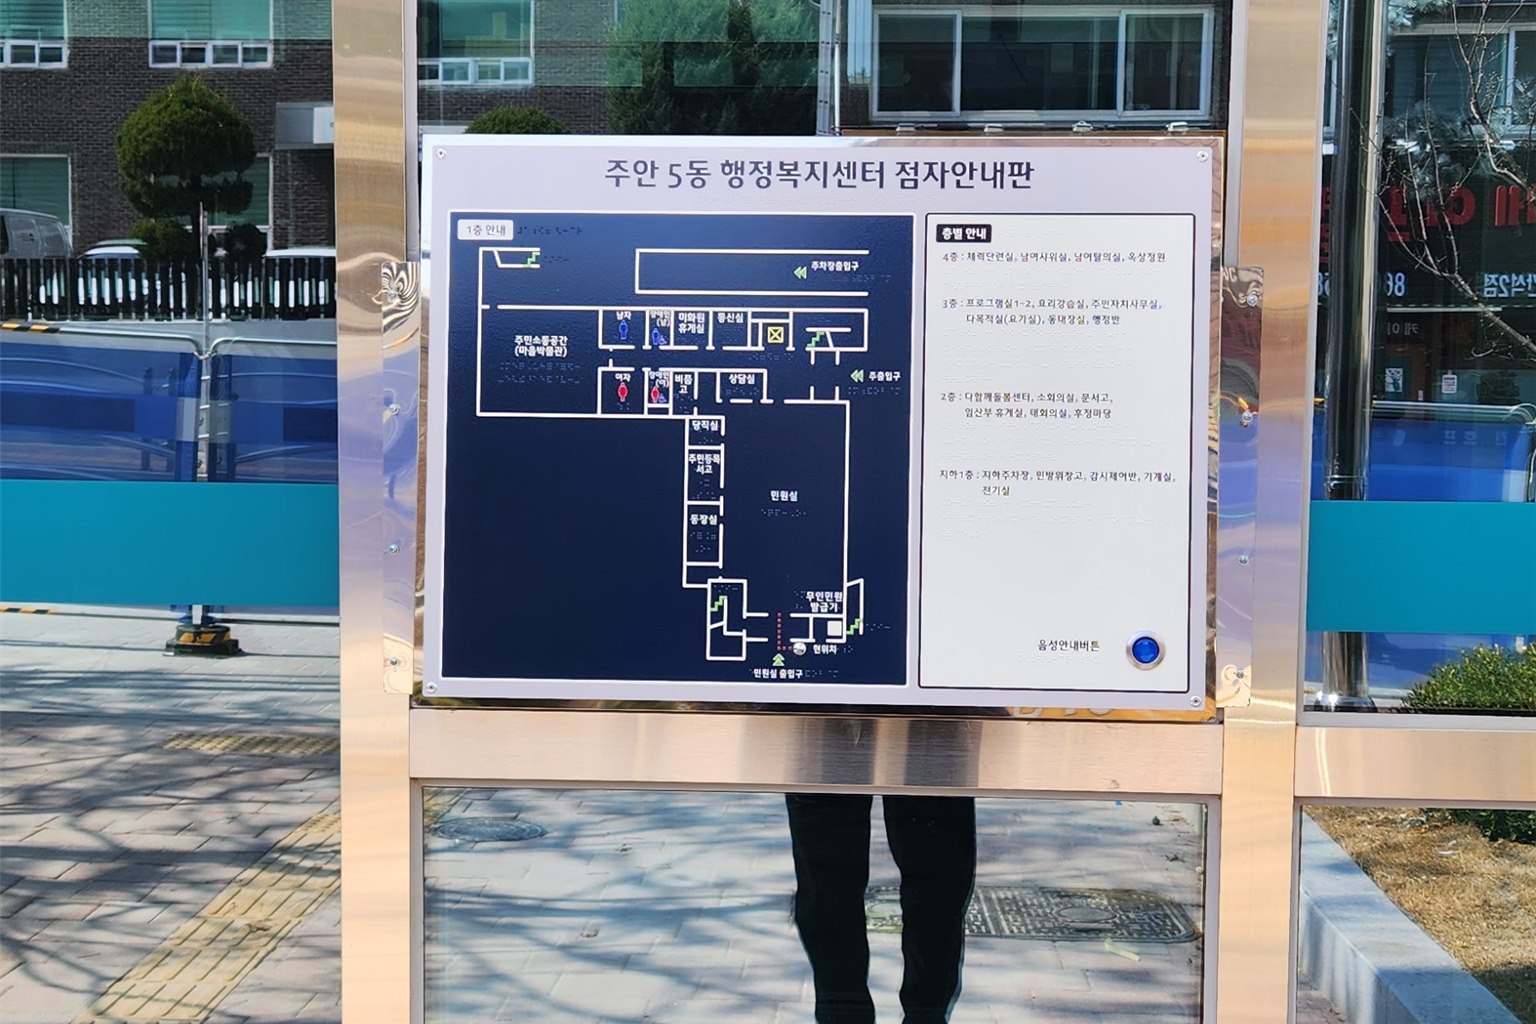 주안 5동 행정복지센터 점자안내판
1층 안내
주차장출입구
남자
장애인
(남)
미화원
휴게실
통신실
주민소통공간
(마을박물관)
여자
장애인
(여)
비품
고
상담실
주출입구
당직실
주민등록
서고
동장실
민원실
무인민원
발급기
현위치
민원실 출입구
층별 안내
4층 : 체력단련실, 남여샤워실, 남여탈의실, 옥상정원
3층 : 프로그램실1~2, 요리강습실, 주민자치사무실,
다목적실(요가실), 동대장실, 행정반
2층 : 다함께돌봄센터, 소회의실, 문서고,
임산부 휴게실, 대회의실, 후정마당
지하1층 : 지하주차장, 민방위창고, 감시제어반, 기계실,
전기실
음성안내버튼